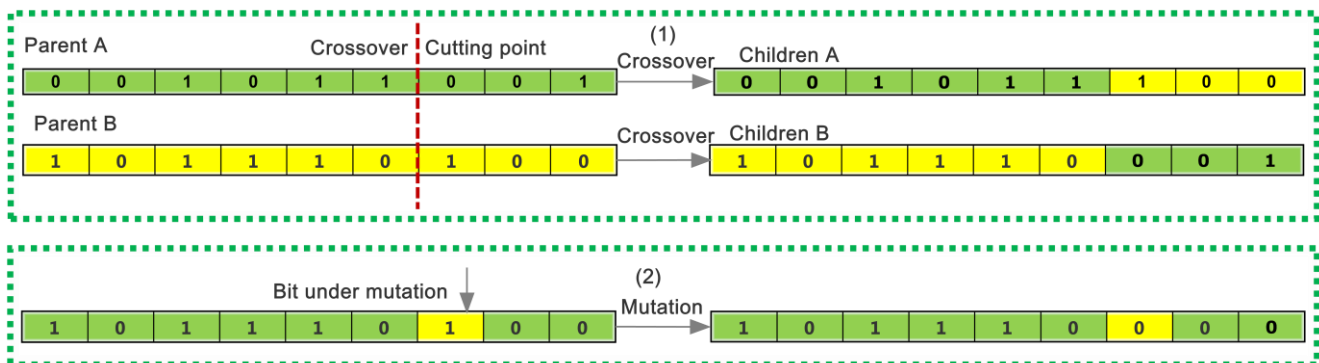 (1)
Parent A Crossover Cutting point Crossover Children A
0 0 1 0 1 1 0 0 1 0 0 1 0 1 1 1 0 0
Parent B Crossover Children B
1 0 1 1 1 0 1 0 0 1 0 1 1 1 0 0 0 1
(2)
Bit under mutation Mutation
1 0 1 1 1 0 1 0 0 1 0 1 1 1 0 0 0 0